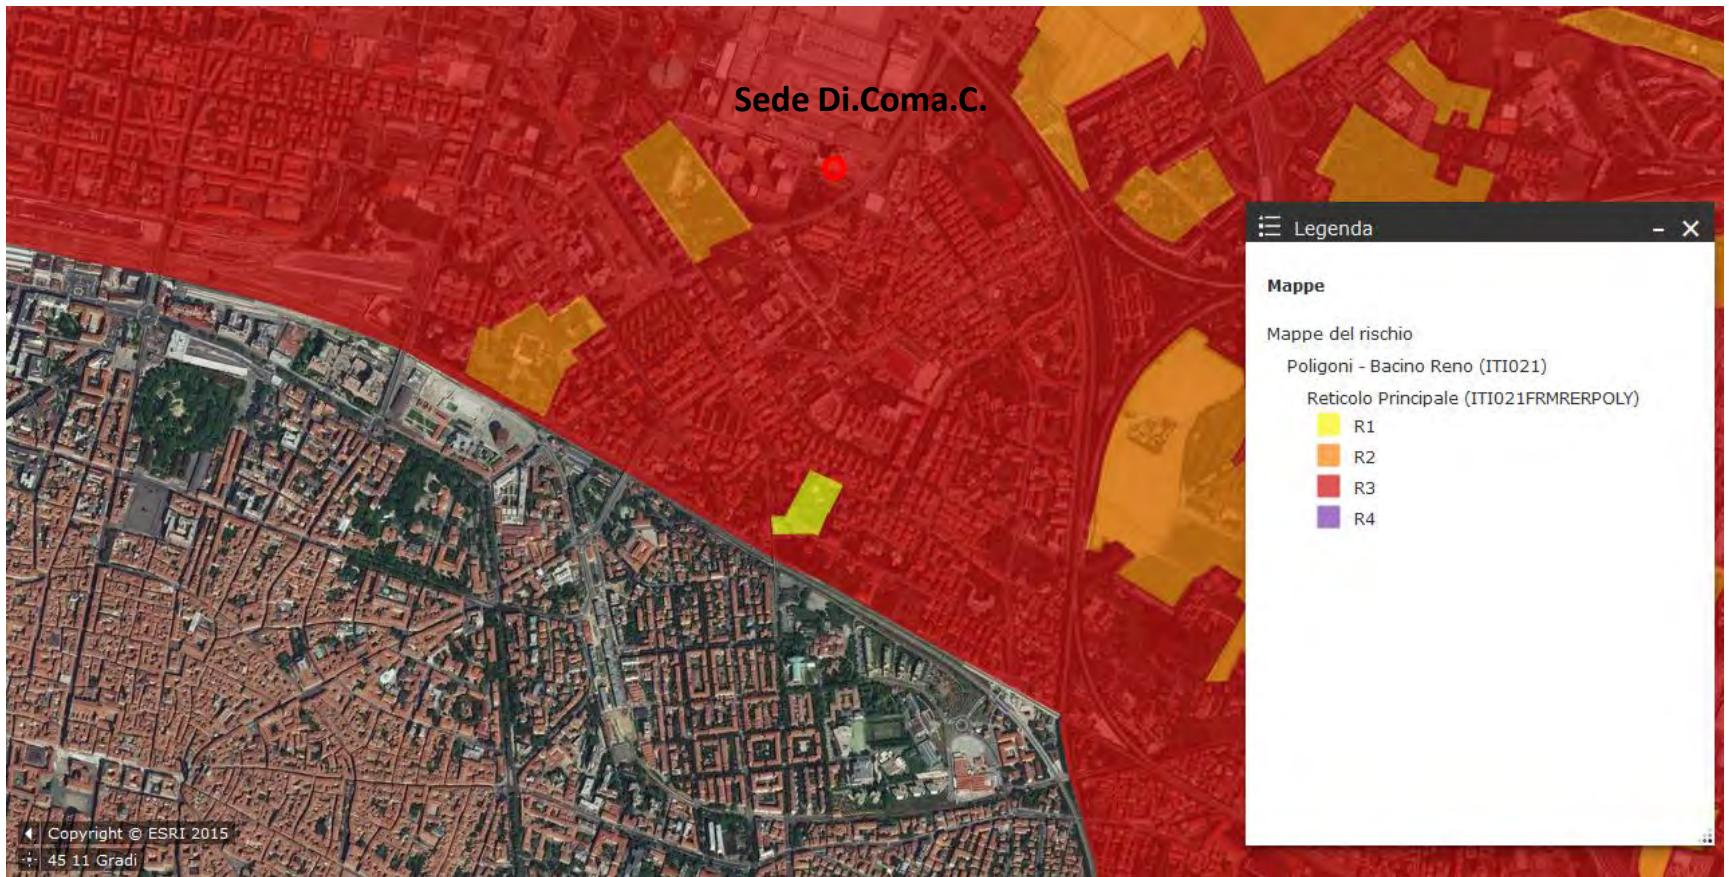 Sede Di.Coma.C.
Legenda
Mappe
Mappe del rischio
Poligoni - Bacino Reno (ITI021)
Reticolo Principale (ITI021FRMRERPOLY)
R1
R2
R3
R4
Copyright © ESRI 2015
45 11 Gradi